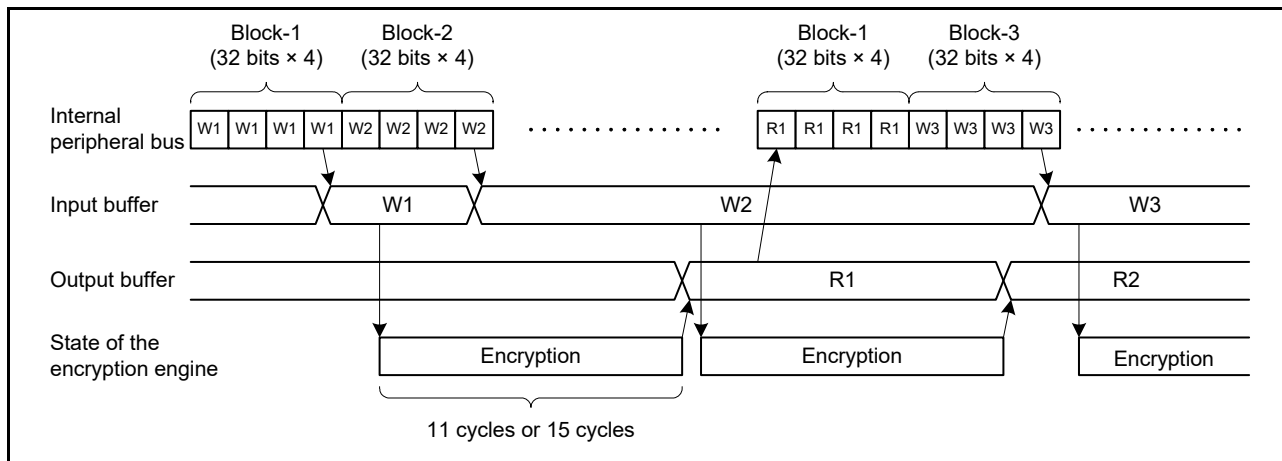 Block-1 Block-2 Block-1 Block-3
(32 bits × 4) (32 bits × 4) (32 bits × 4) (32 bits × 4)
Internal
peripheral bus
W1 W1 W1 W1 W2 W2 W2 W2 R1 R1 R1 R1 W3 W3 W3 W3
Input buffer W1 W2 W3
Output buffer R1 R2
State of the
encryption engine
Encryption Encryption Encryption
11 cycles or 15 cycles